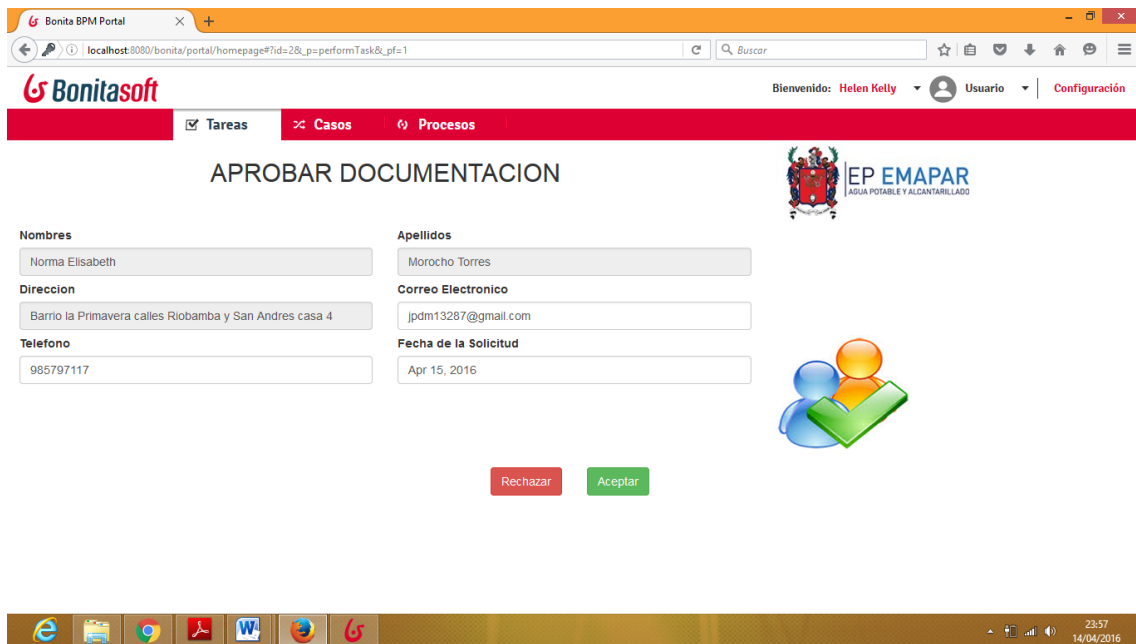 Bonita BPM Portal
localhost:8080/bonita/portal/homepage#?id=2&_p=performTask&_pf=1
Buscar
Bonitasoft
Bienvenido: Helen Kelly Usuario Configuración
Tareas Casos Procesos
APROBAR DOCUMENTACION
EP EMAPAR
AGUA POTABLE Y ALCANTARILLADO
Nombres Apellidos
Norma Elisabeth Morocho Torres
Direccion Correo Electronico
Barrio la Primavera calles Riobamba y San Andres casa 4 jpdm13287@gmail.com
Telefono Fecha de la Solicitud
985797117 Apr 15, 2016
Rechazar Aceptar
23:57
14/04/2016